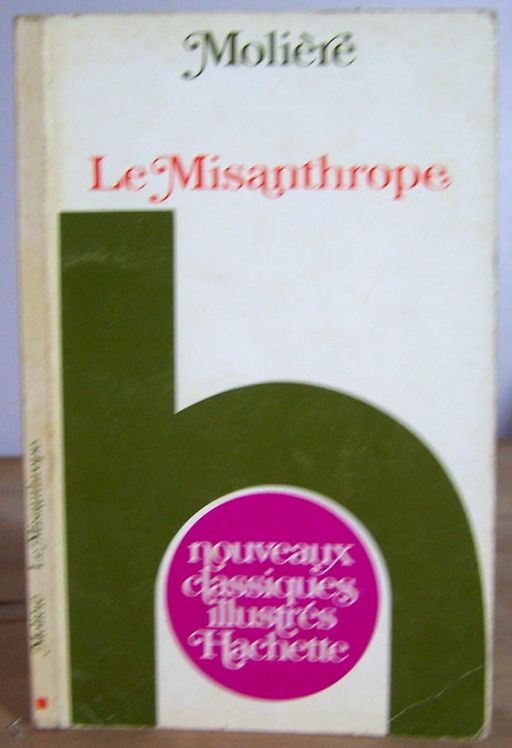 Molière
Le Misanthrope
nouveaux
classiques
illustrés
Hachette
Molière Le Misanthrope